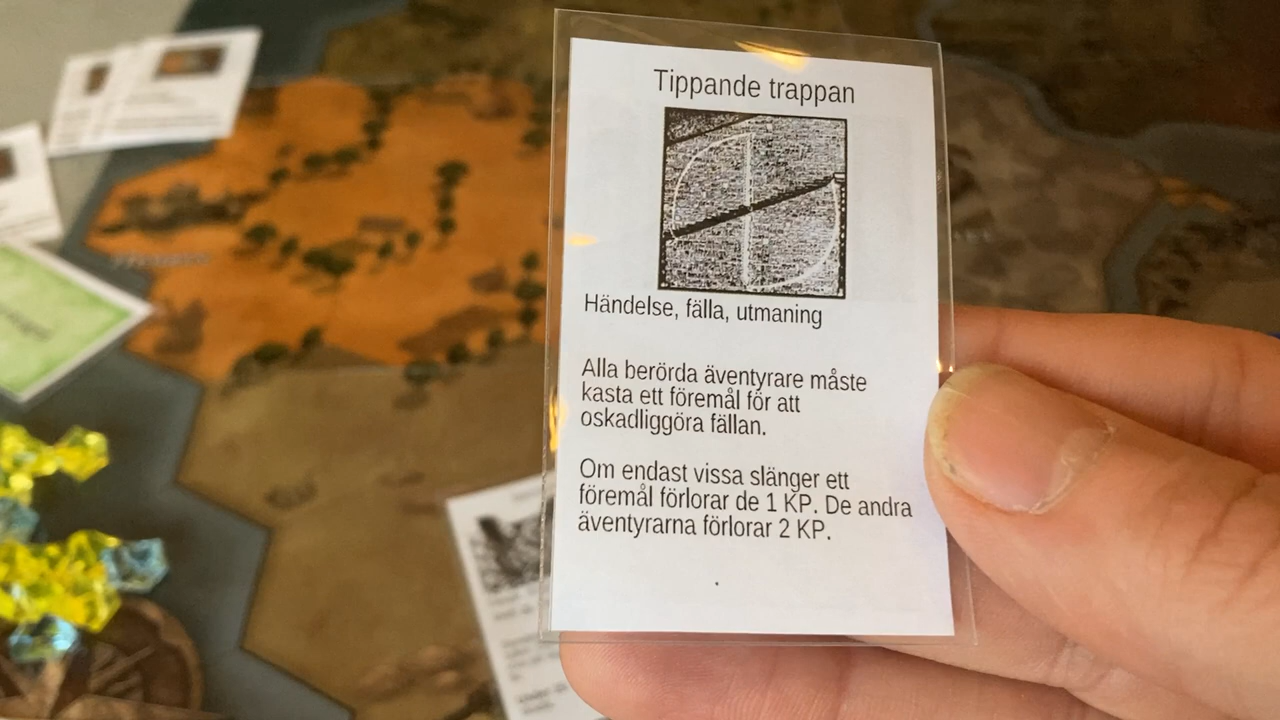 Tippande trappan
Händelse, fälla, utmaning
Alla berörda äventyrare måste
kasta ett föremål för att
oskadliggöra fällan.
Om endast vissa slänger ett
föremål förlorar de 1 KP. De andra
äventyrarna förlorar 2 KP.